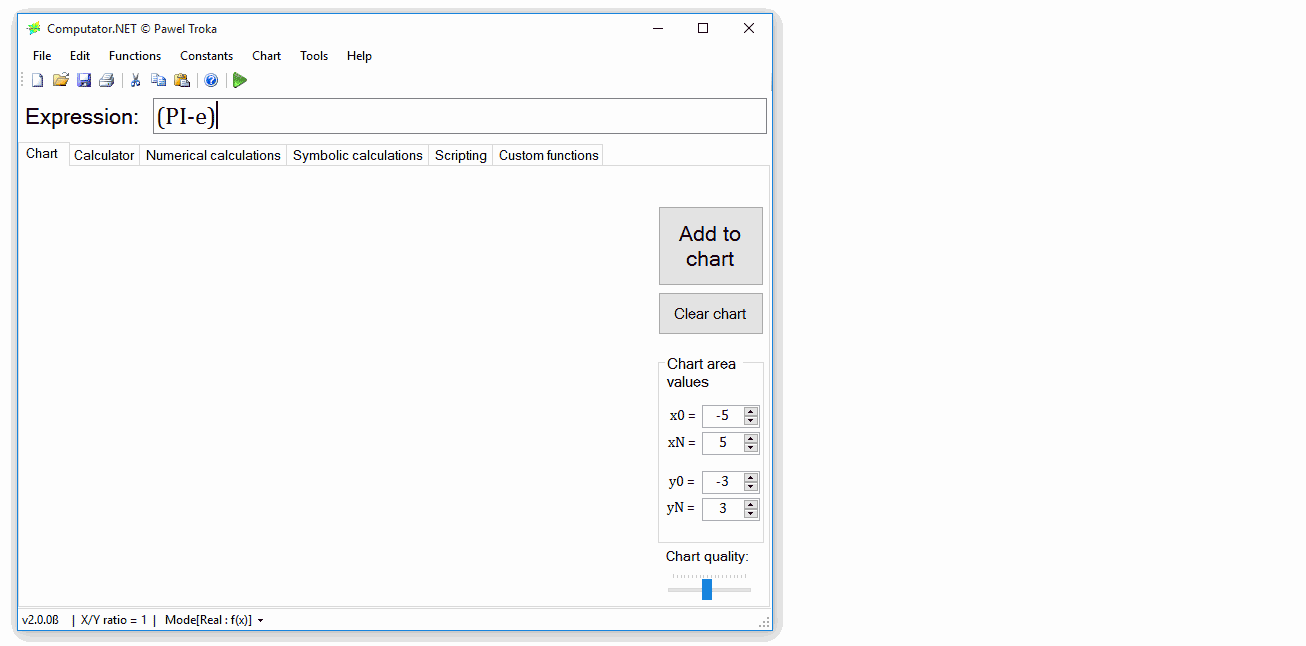 Computator.NET © Pawel Troka
File Edit Functions Constants Chart Tools Help
Expression: (PI-e)
Chart Calculator Numerical calculations Symbolic calculations Scripting Custom functions
Add to
chart
Clear chart
Chart area
values
x0 = -5
xN = 5
y0 = -3
yN = 3
Chart quality:
v2.0.0ß | X/Y ratio = 1 | Mode[Real : f(x)]